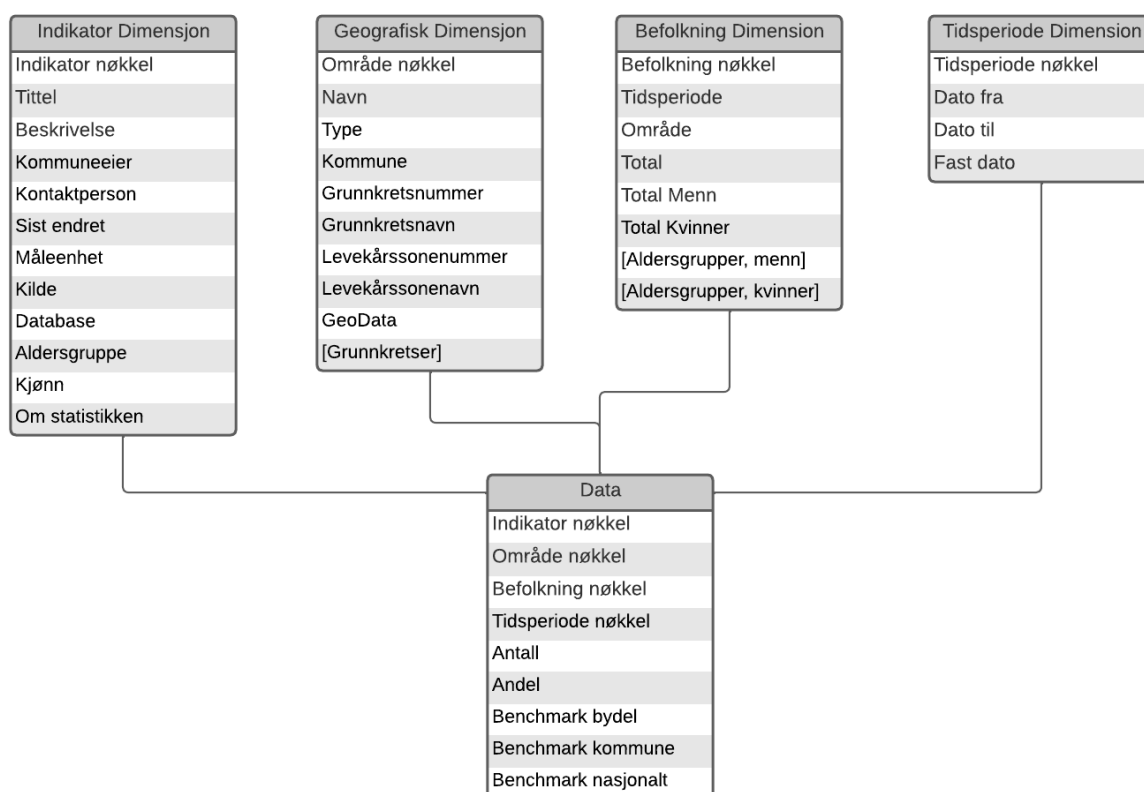 Indikator Dimensjon
Indikator nøkkel
Tittel
Beskrivelse
Kommuneeier
Kontaktperson
Sist endret
Måleenhet
Kilde
Database
Aldersgruppe
Kjønn
Om statistikken
Geografisk Dimensjon
Område nøkkel
Navn
Type
Kommune
Grunnkretsnummer
Grunnkretsnavn
Levekårssonenummer
Levekårssonenavn
GeoData
[Grunnkretser]
Befolkning Dimension
Befolkning nøkkel
Tidsperiode
Område
Total
Total Menn
Total Kvinner
[Aldersgrupper, menn]
[Aldersgrupper, kvinner]
Tidsperiode Dimension
Tidsperiode nøkkel
Dato fra
Dato til
Fast dato
Data
Indikator nøkkel
Område nøkkel
Befolkning nøkkel
Tidsperiode nøkkel
Antall
Andel
Benchmark bydel
Benchmark kommune
Benchmark nasjonalt